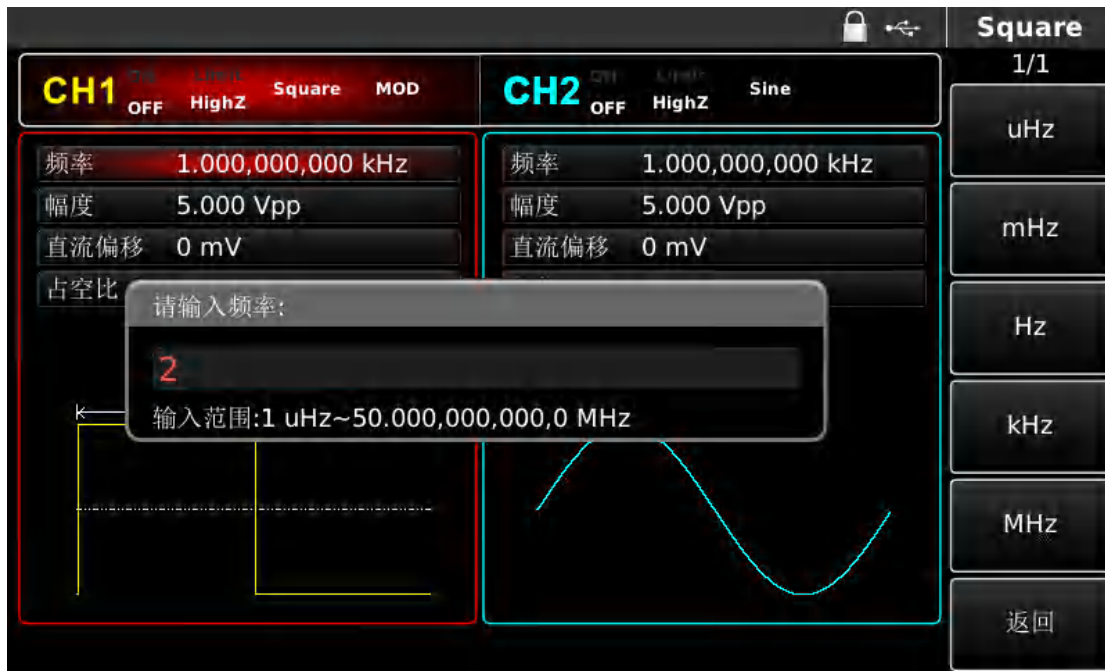 Square
1/1
CH1 OFF HighZ Square MOD
CH2 OFF HighZ Sine
频率 1.000,000,000 kHz
幅度 5.000 Vpp
直流偏移 0 mV
占空比
频率 1.000,000,000 kHz
幅度 5.000 Vpp
直流偏移 0 mV
请输入频率:
2
输入范围:1 uHz~50.000,000,000,0 MHz
uHz
mHz
Hz
kHz
MHz
返回